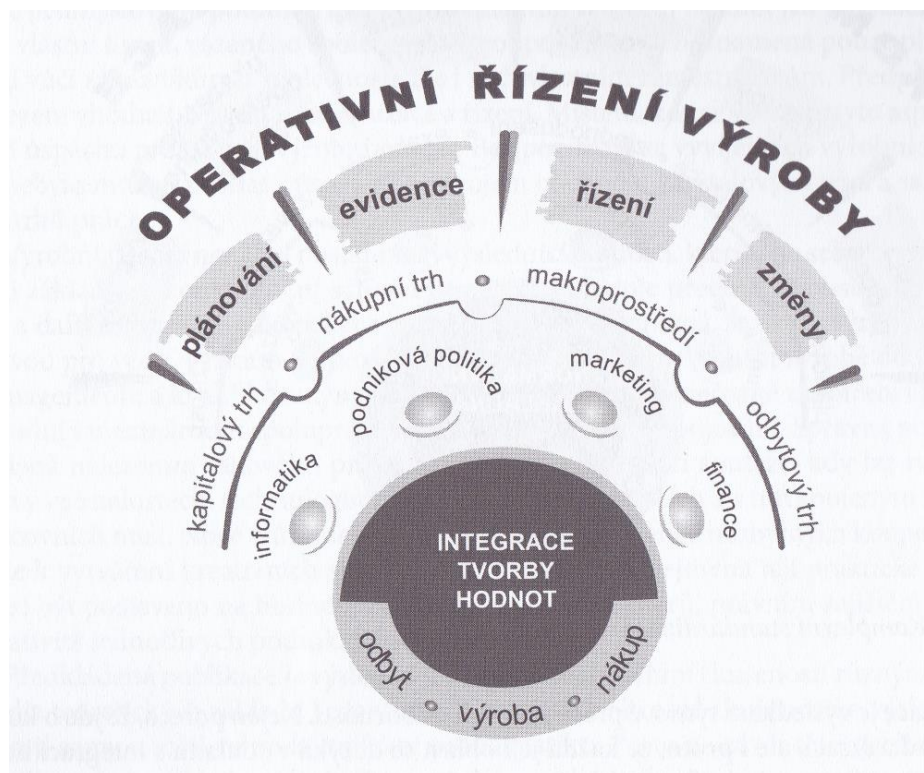 OPERATIVNÍ ŘÍZENÍ VÝROBY
plánování
evidence
řízení
změny
kapitálový trh
nákupní trh
makroprostředí
odbytový trh
informatika
podniková politika
marketing
finance
INTEGRACE
TVORBY
HODNOT
odbyt
výroba
nákup